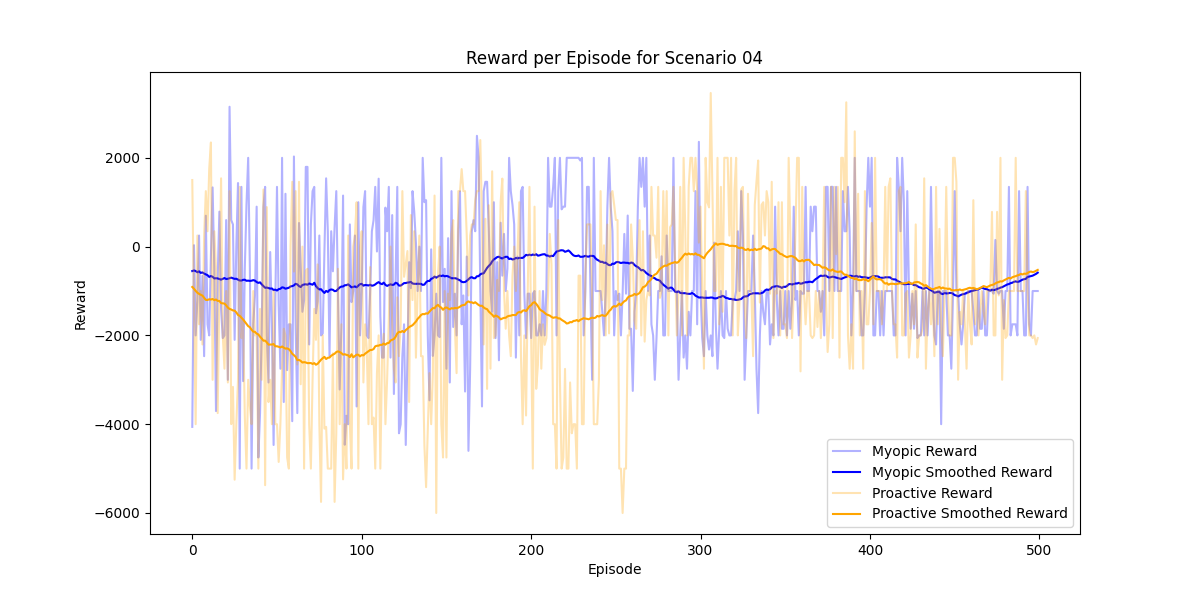 Reward per Episode for Scenario 04
2000
0
−2000
−4000
−6000
Reward
0 100 200 300 400 500
Episode
Myopic Reward
Myopic Smoothed Reward
Proactive Reward
Proactive Smoothed Reward